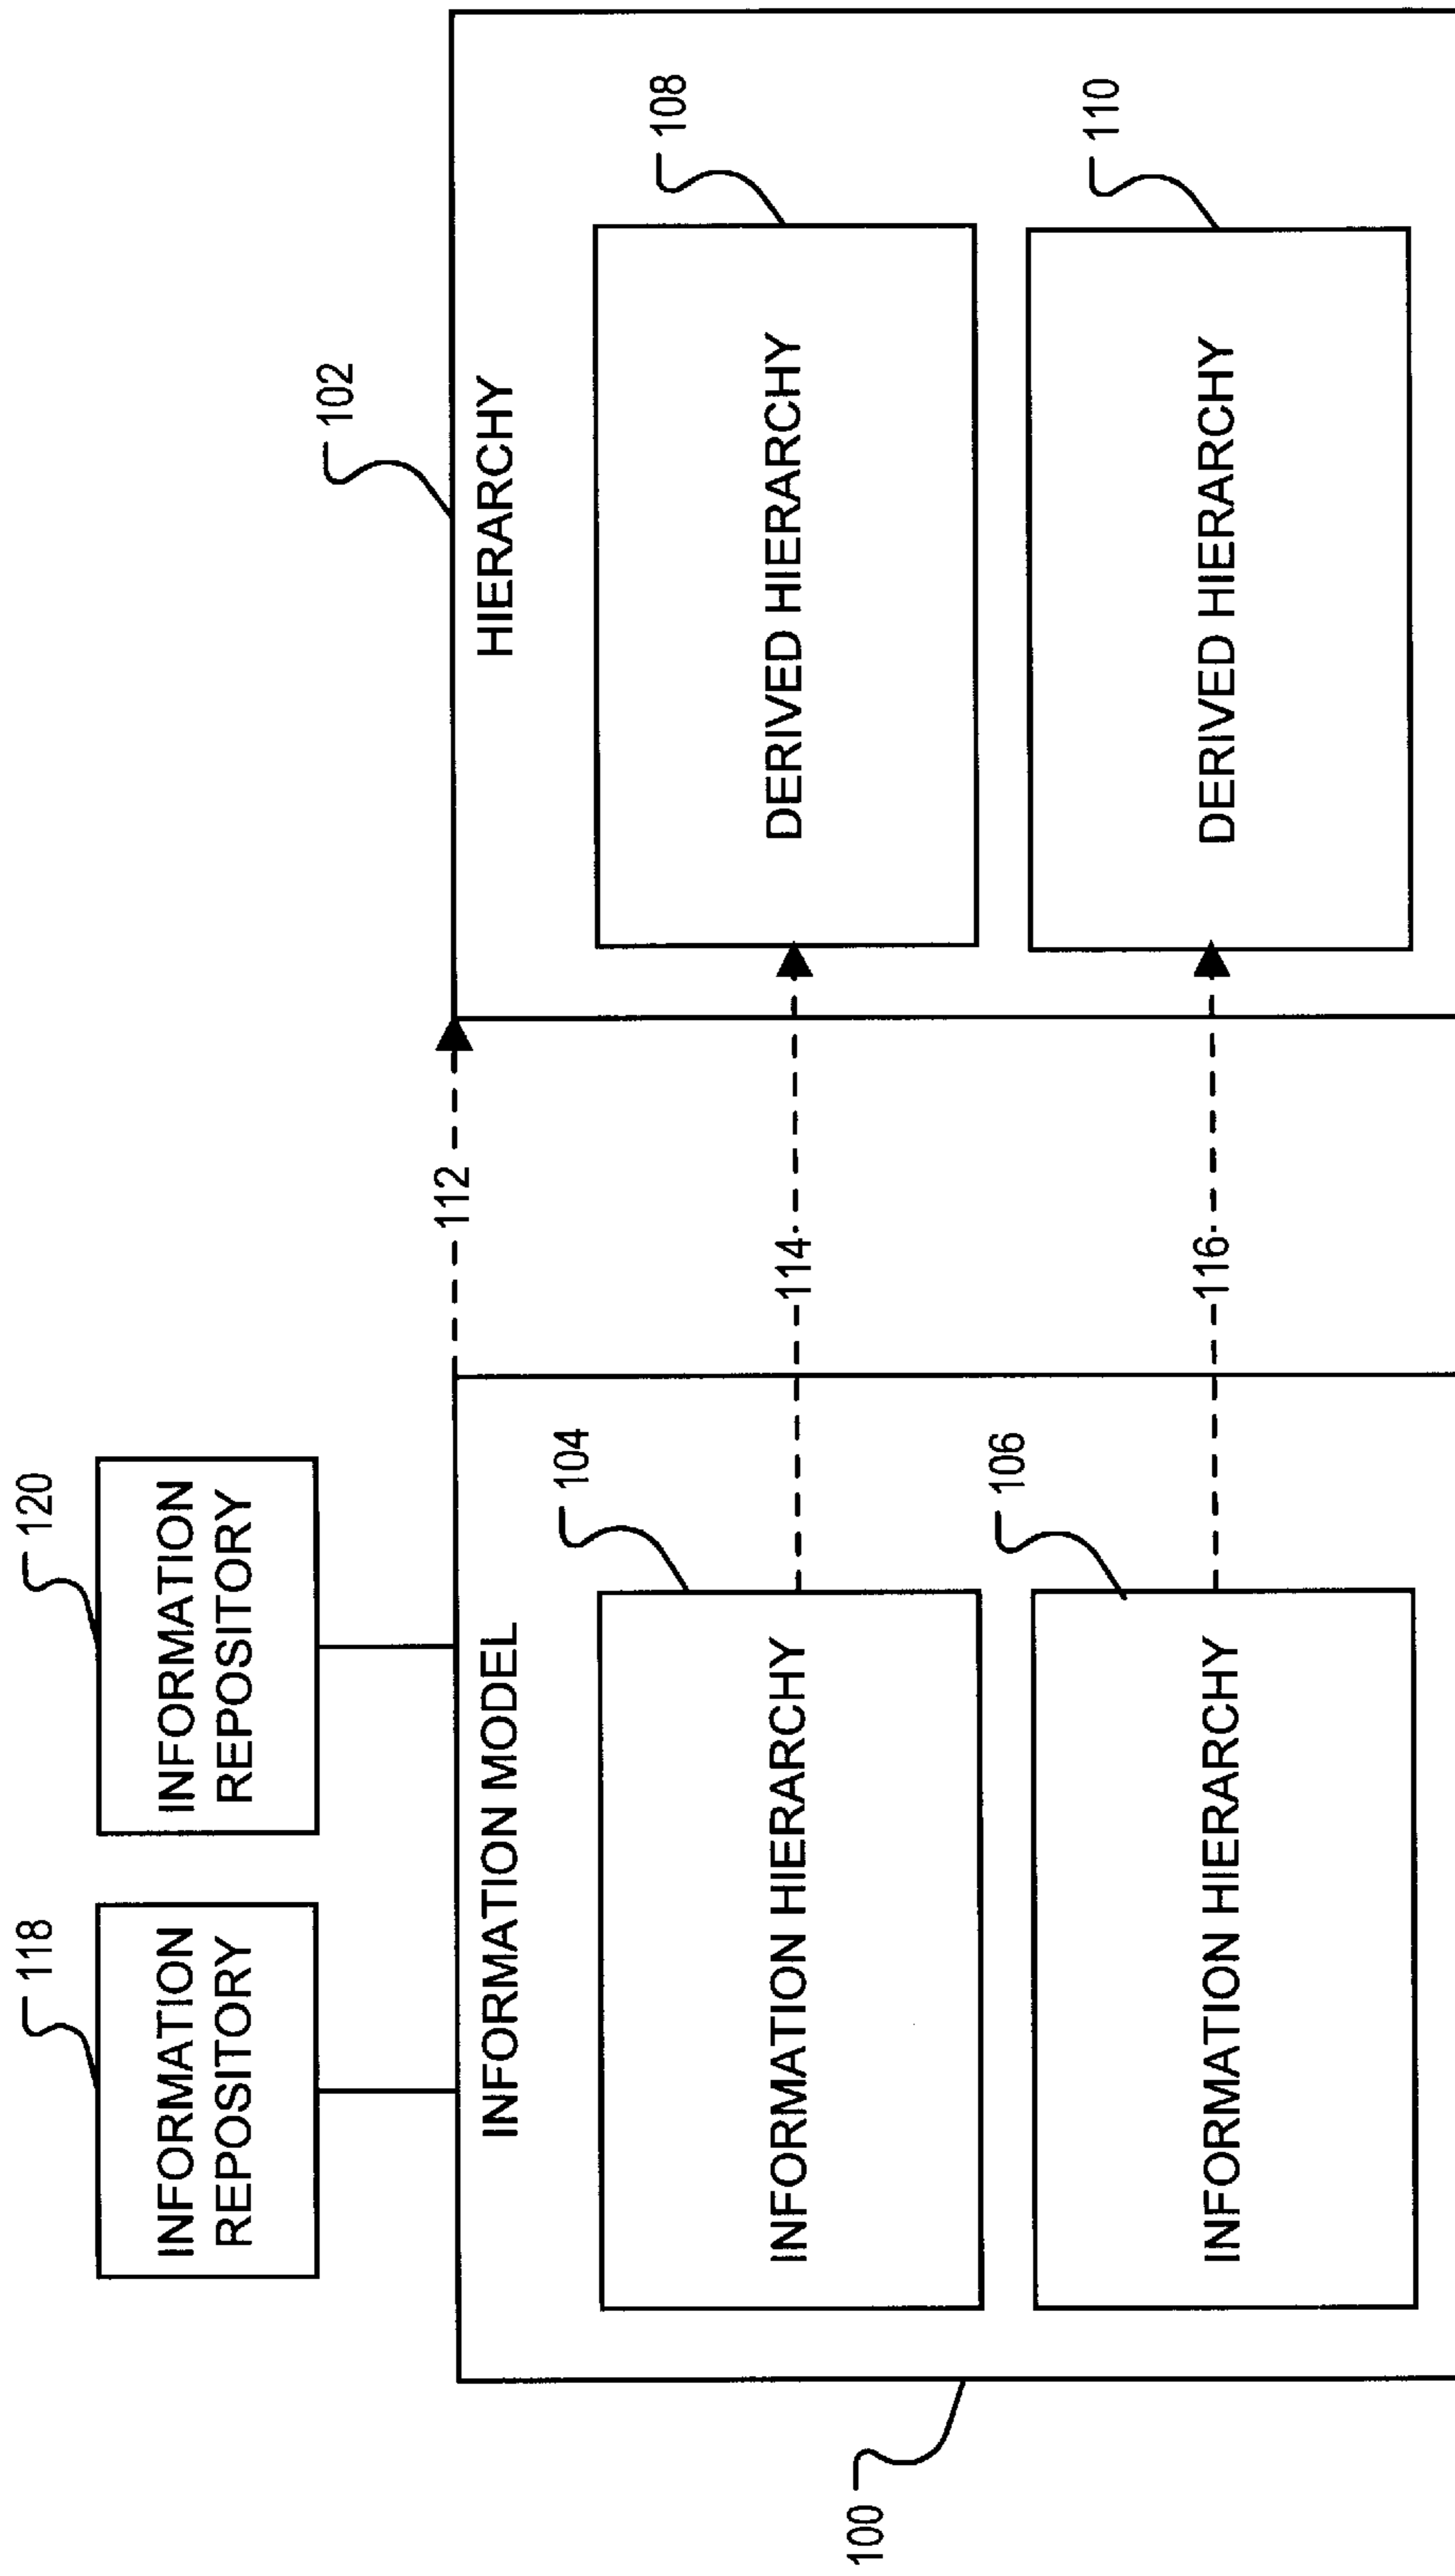 118
INFORMATION
REPOSITORY
120
INFORMATION
REPOSITORY
100
INFORMATION MODEL
104
INFORMATION HIERARCHY
106
INFORMATION HIERARCHY
112
114
116
102
HIERARCHY
108
DERIVED HIERARCHY
110
DERIVED HIERARCHY